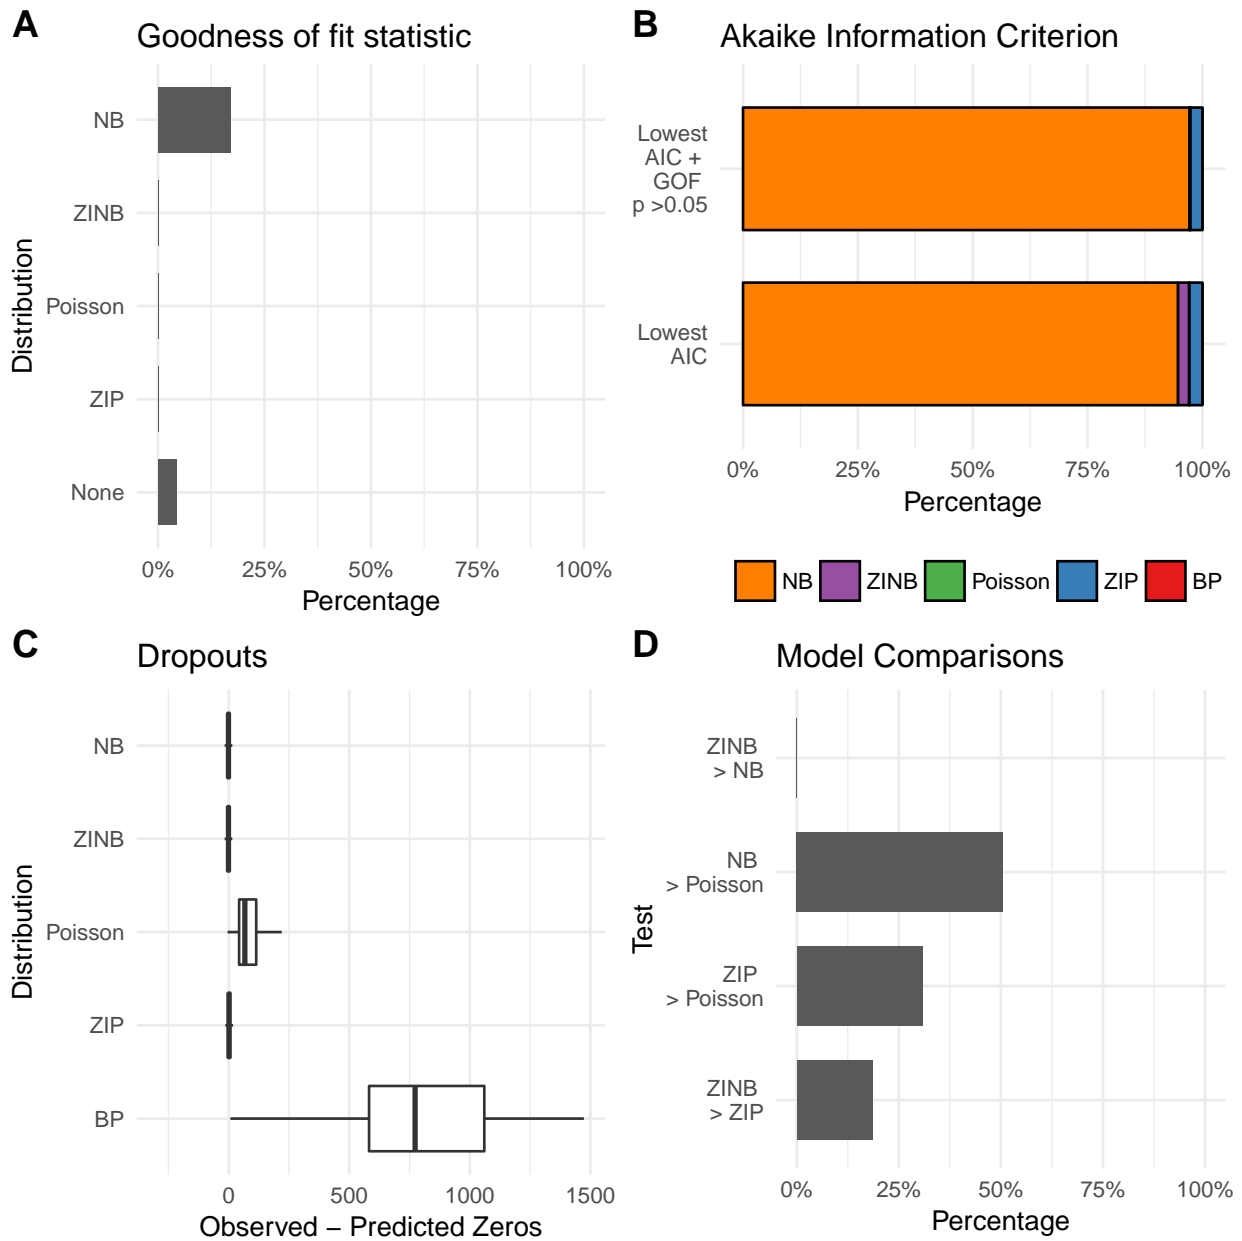 A Goodness of fit statistic
Distribution
NB
ZINB
Poisson
ZIP
None
0% 25% 50% 75% 100%
Percentage
B Akaike Information Criterion
Lowest
AIC +
GOF
p >0.05
Lowest
AIC
0% 25% 50% 75% 100%
Percentage
NB ZINB Poisson ZIP BP
C Dropouts
Distribution
NB
ZINB
Poisson
ZIP
BP
0 500 1000 1500
Observed − Predicted Zeros
D Model Comparisons
Test
ZINB
> NB
NB
> Poisson
ZIP
> Poisson
ZINB
> ZIP
0% 25% 50% 75% 100%
Percentage